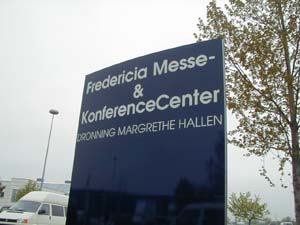 Fredericia Messe-
&
KonferenceCenter
DRONNING MARGRETHE HALLEN